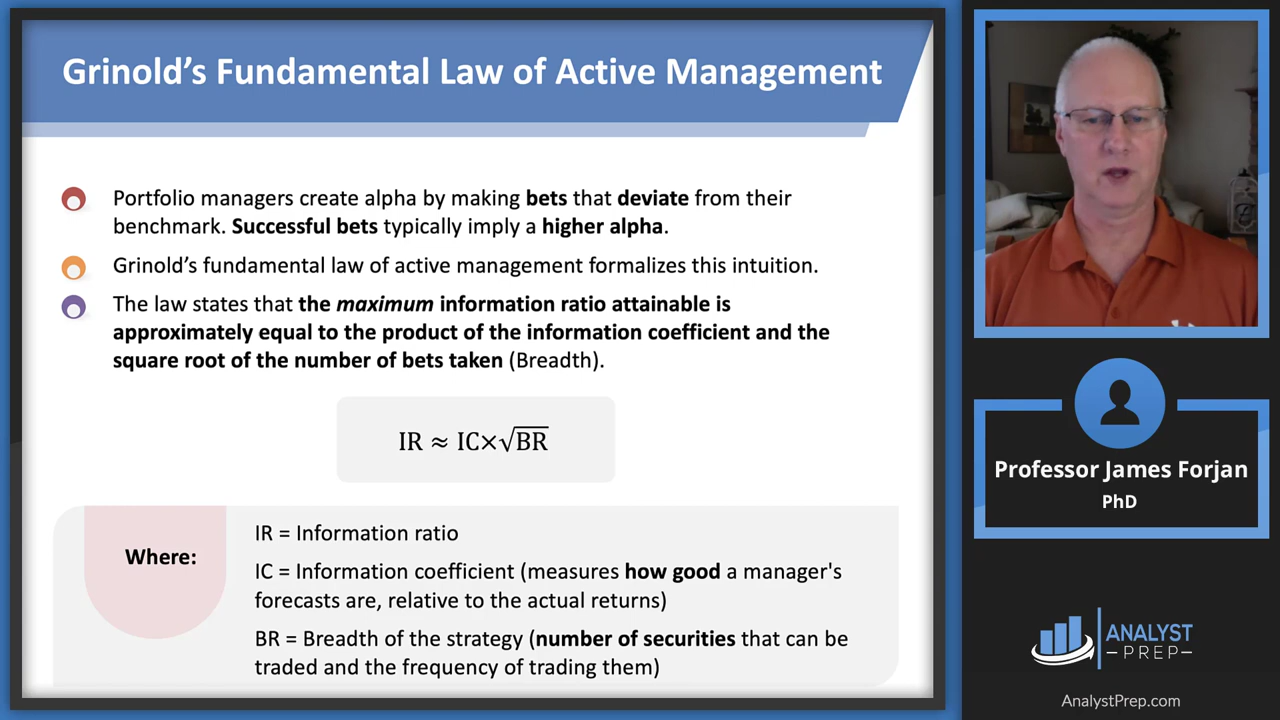 Grinold's Fundamental Law of Active Management
Portfolio managers create alpha by making bets that deviate from their
benchmark. Successful bets typically imply a higher alpha.
Grinold's fundamental law of active management formalizes this intuition.
The law states that the maximum information ratio attainable is
approximately equal to the product of the information coefficient and the
square root of the number of bets taken (Breadth).
IR ≈ IC×√BR
Where:
IR = Information ratio
IC = Information coefficient (measures how good a manager's
forecasts are, relative to the actual returns)
BR = Breadth of the strategy (number of securities that can be
traded and the frequency of trading them)
Professor James Forjan
PhD
ANALYST
PREP
AnalystPrep.com